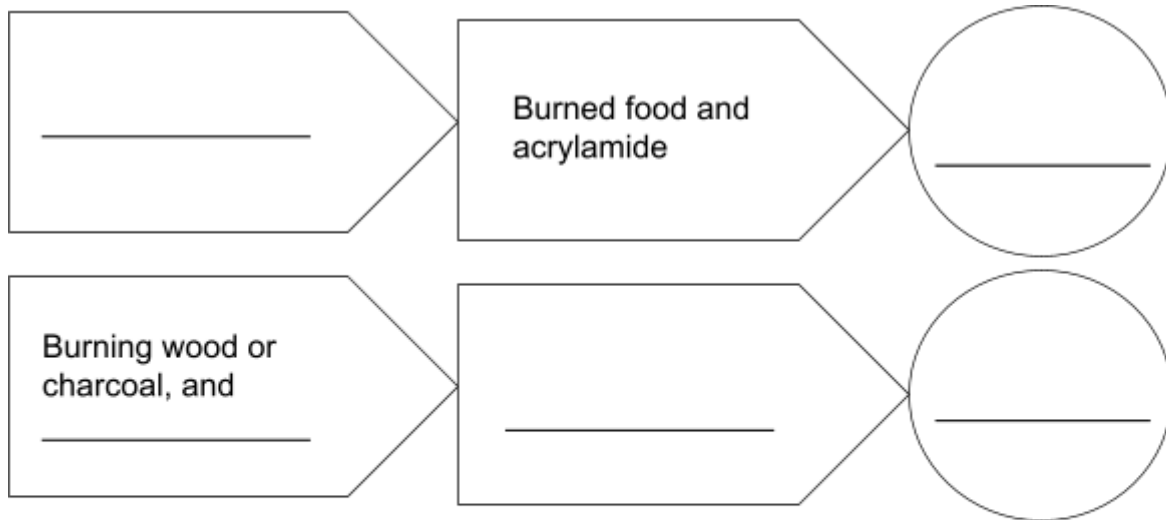 Burned food and
acrylamide
Burning wood or
charcoal, and